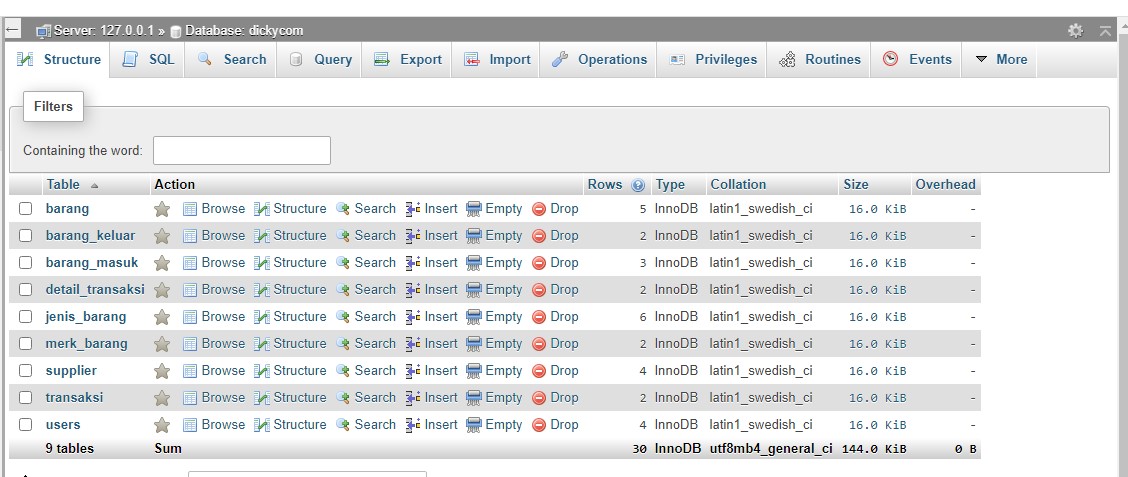 Server: 127.0.0.1 » Database: dickycom
Structure SQL Search Query Export Import Operations Privileges Routines Events More
Filters
Containing the word:
Table Action Rows Type Collation Size Overhead
barang Browse Structure Search Insert Empty Drop 5 InnoDB latin1_swedish_ci 16.0 KiB -
barang_keluar Browse Structure Search Insert Empty Drop 2 InnoDB latin1_swedish_ci 16.0 KiB -
barang_masuk Browse Structure Search Insert Empty Drop 3 InnoDB latin1_swedish_ci 16.0 KiB -
detail_transaksi Browse Structure Search Insert Empty Drop 2 InnoDB latin1_swedish_ci 16.0 KiB -
jenis_barang Browse Structure Search Insert Empty Drop 6 InnoDB latin1_swedish_ci 16.0 KiB -
merk_barang Browse Structure Search Insert Empty Drop 2 InnoDB latin1_swedish_ci 16.0 KiB -
supplier Browse Structure Search Insert Empty Drop 4 InnoDB latin1_swedish_ci 16.0 KiB -
transaksi Browse Structure Search Insert Empty Drop 2 InnoDB latin1_swedish_ci 16.0 KiB -
users Browse Structure Search Insert Empty Drop 4 InnoDB latin1_swedish_ci 16.0 KiB -
9 tables Sum 30 InnoDB utf8mb4_general_ci 144.0 KiB 0 B